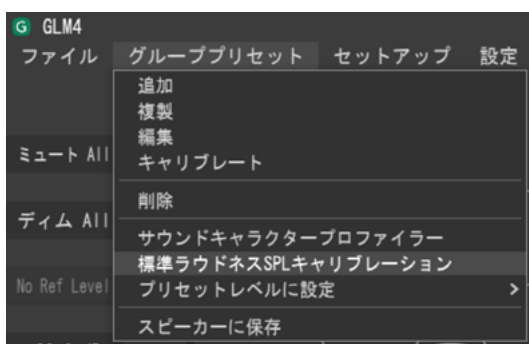 G GLM4
ファイル グループプリセット セットアップ 設定
追加
複製
編集
ミュート All
キャリブレート
削除
ディム All
サウンドキャラクタープロファイラー
標準ラウドネスSPLキャリブレーション
No Ref Level
プリセットレベルに設定 >
スピーカーに保存